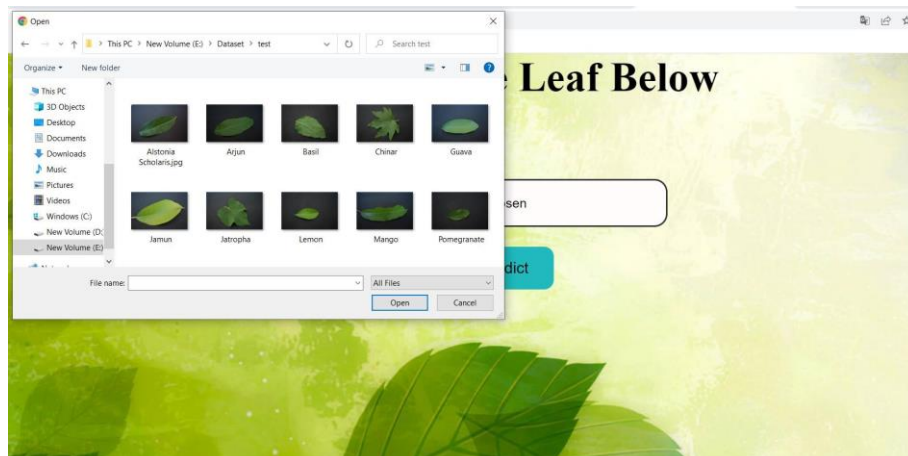 Open
This PC > New Volume (E:) > Dataset > test
Search test
Organize
New folder
This PC
3D Objects
Desktop
Documents
Downloads
Music
Pictures
Videos
Windows (C:)
New Volume (D:
New Volume (E:)
Alstonia
Scholaris.jpg
Arjun
Basil
Chinar
Guava
Jamun
Jatropha
Lemon
Mango
Pomegranate
File name:
All Files
Open
Cancel
Leaf Below
osen
dict